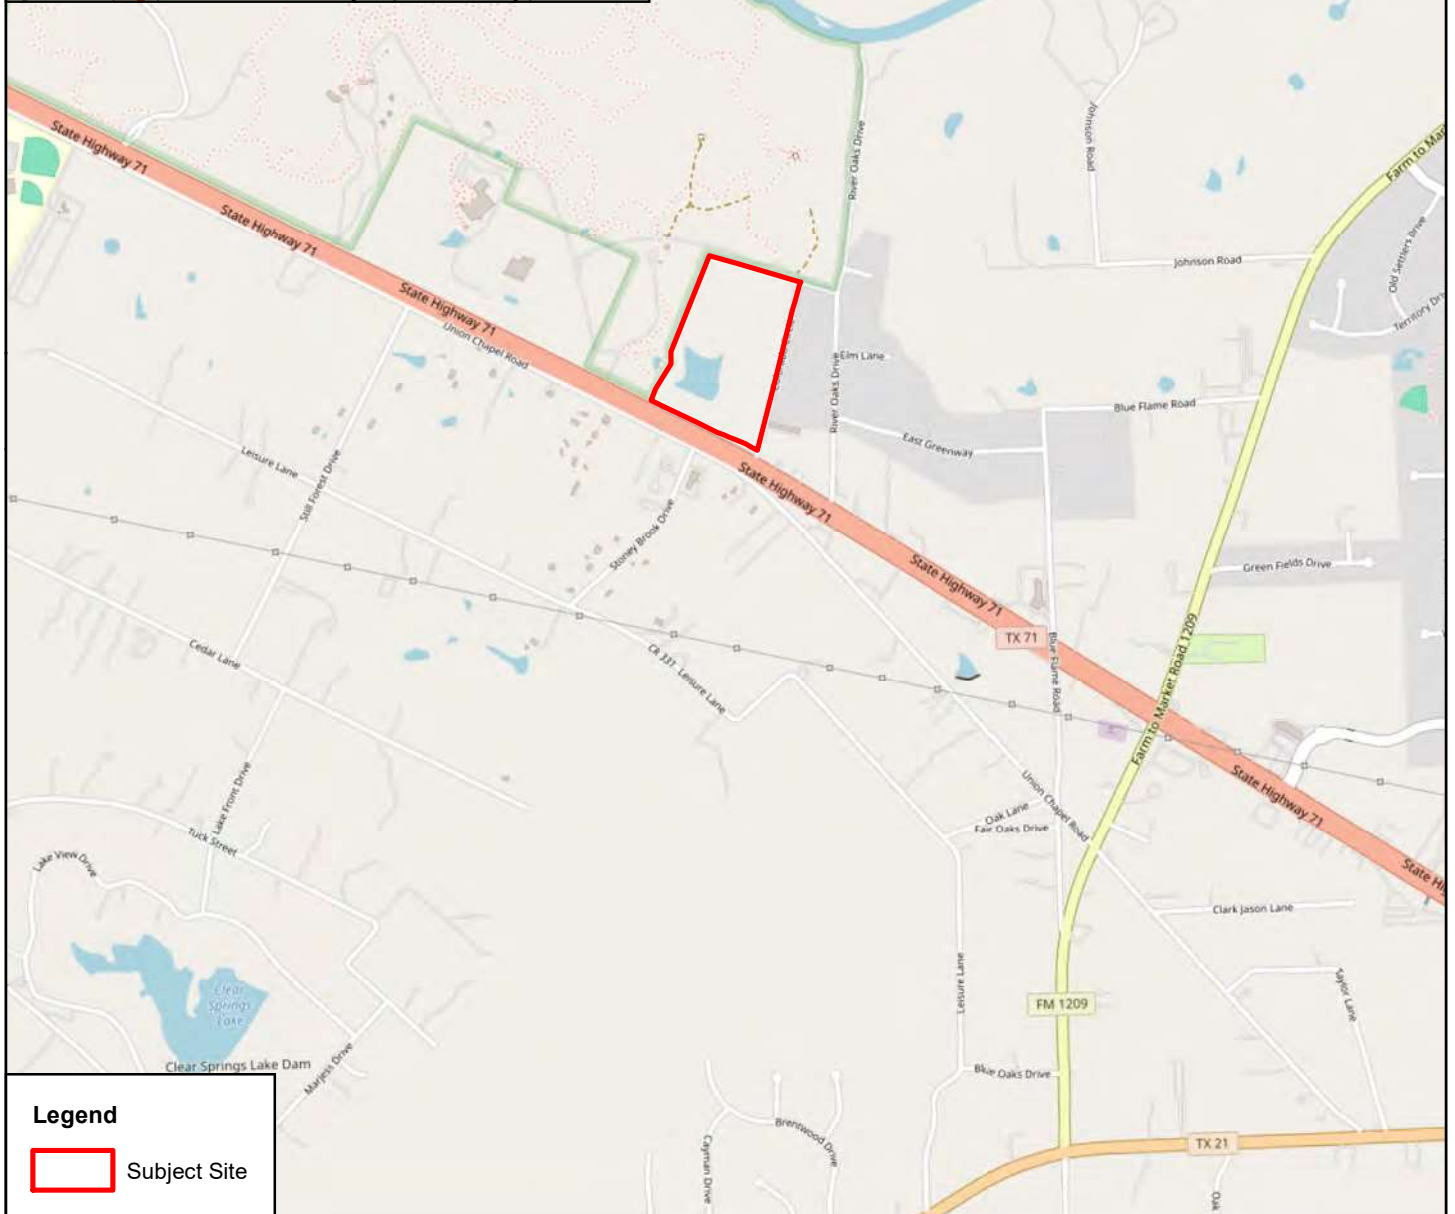 State Highway 71
State Highway 71
State Highway 71
Union Chapel Road
River Oaks Drive
Johnson Road
Johnson Road
Farm to Mar
Old Settlers Drive
Territory Dri
Elm Lane
River Oaks Drive
Blue Flame Road
East Greenway
State Highway 71
Leisure Lane
Still Forest Drive
Stoney Brook Drive
State Highway 71
Green Fields Drive
TX 71
Blue Flame Road
Farm to Market Road 1209
Cedar Lane
CR 331
Leisure Lane
Lake Front Drive
Tuck Street
Lake View Drive
Union Chapel Road
Oak Lane
Fair Oaks Drive
State Highway 71
State Hi
Clark Jason Lane
Taylor Lane
Leisure Lane
FM 1209
Clear
Springs
Lake
Clear Springs Lake Dam
Marjess Drive
Blue Oaks Drive
Brentwood Drive
Cayman Drive
TX 21
Oak
Legend
Subject Site